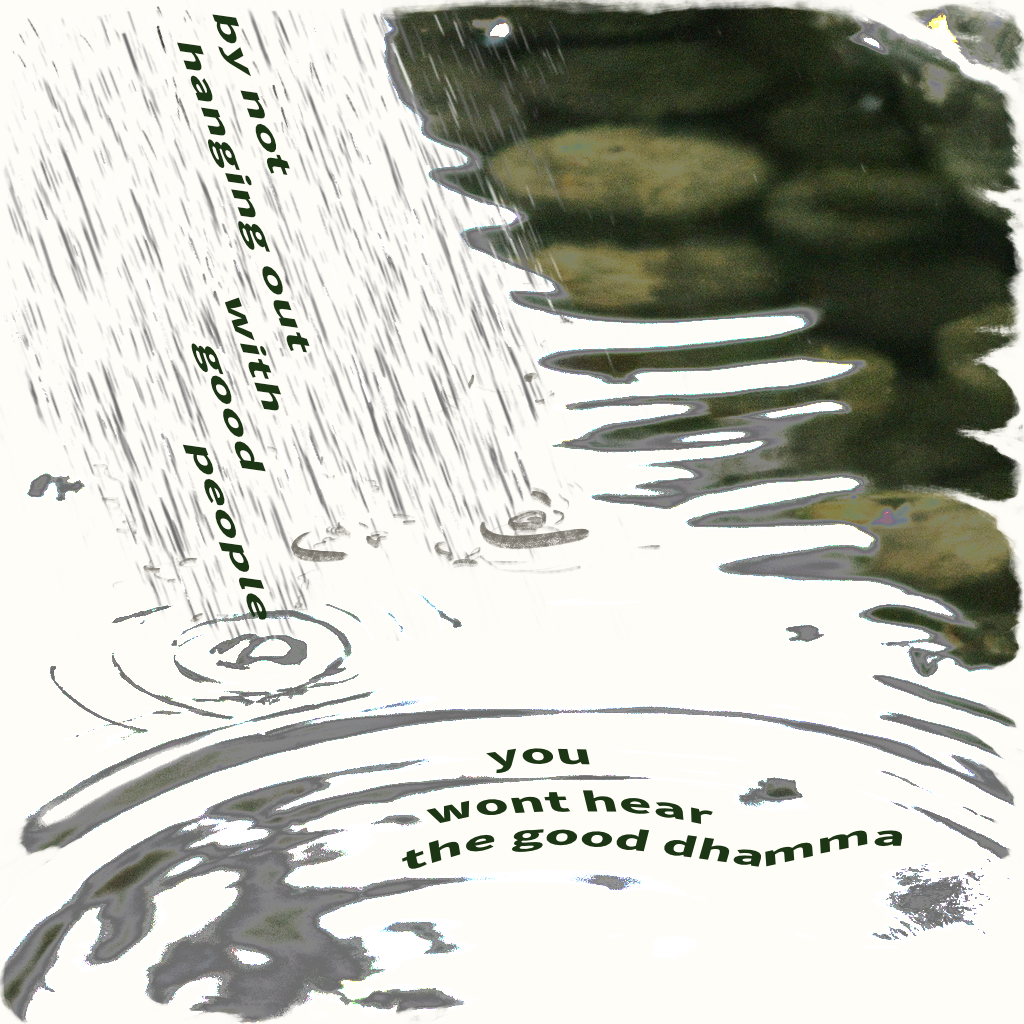 by not
hanging out
with
good
people
you
wont hear
the good dhamma